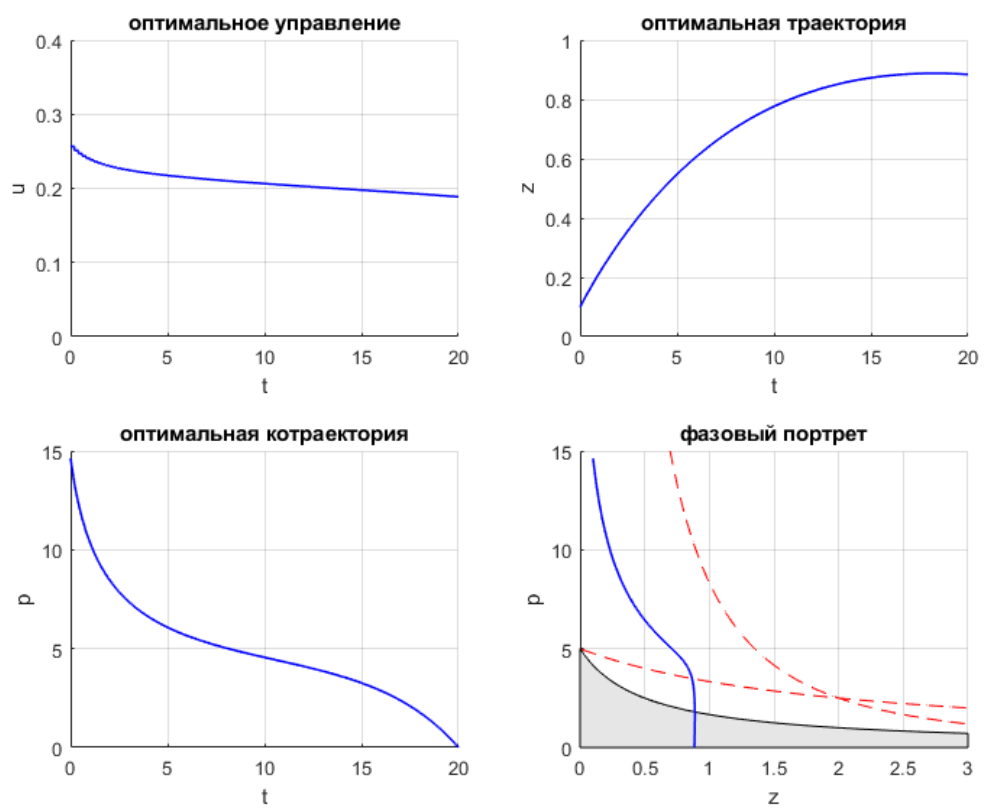 оптимальное управление
0.4
0.3
0.2
0.1
0
u
0 5 10 15 20
t
оптимальная траектория
1
0.8
0.6
0.4
0.2
0
z
0 5 10 15 20
t
оптимальная котраектория
15
10
5
0
p
0 5 10 15 20
t
фазовый портрет
15
10
5
0
p
0 0.5 1 1.5 2 2.5 3
z